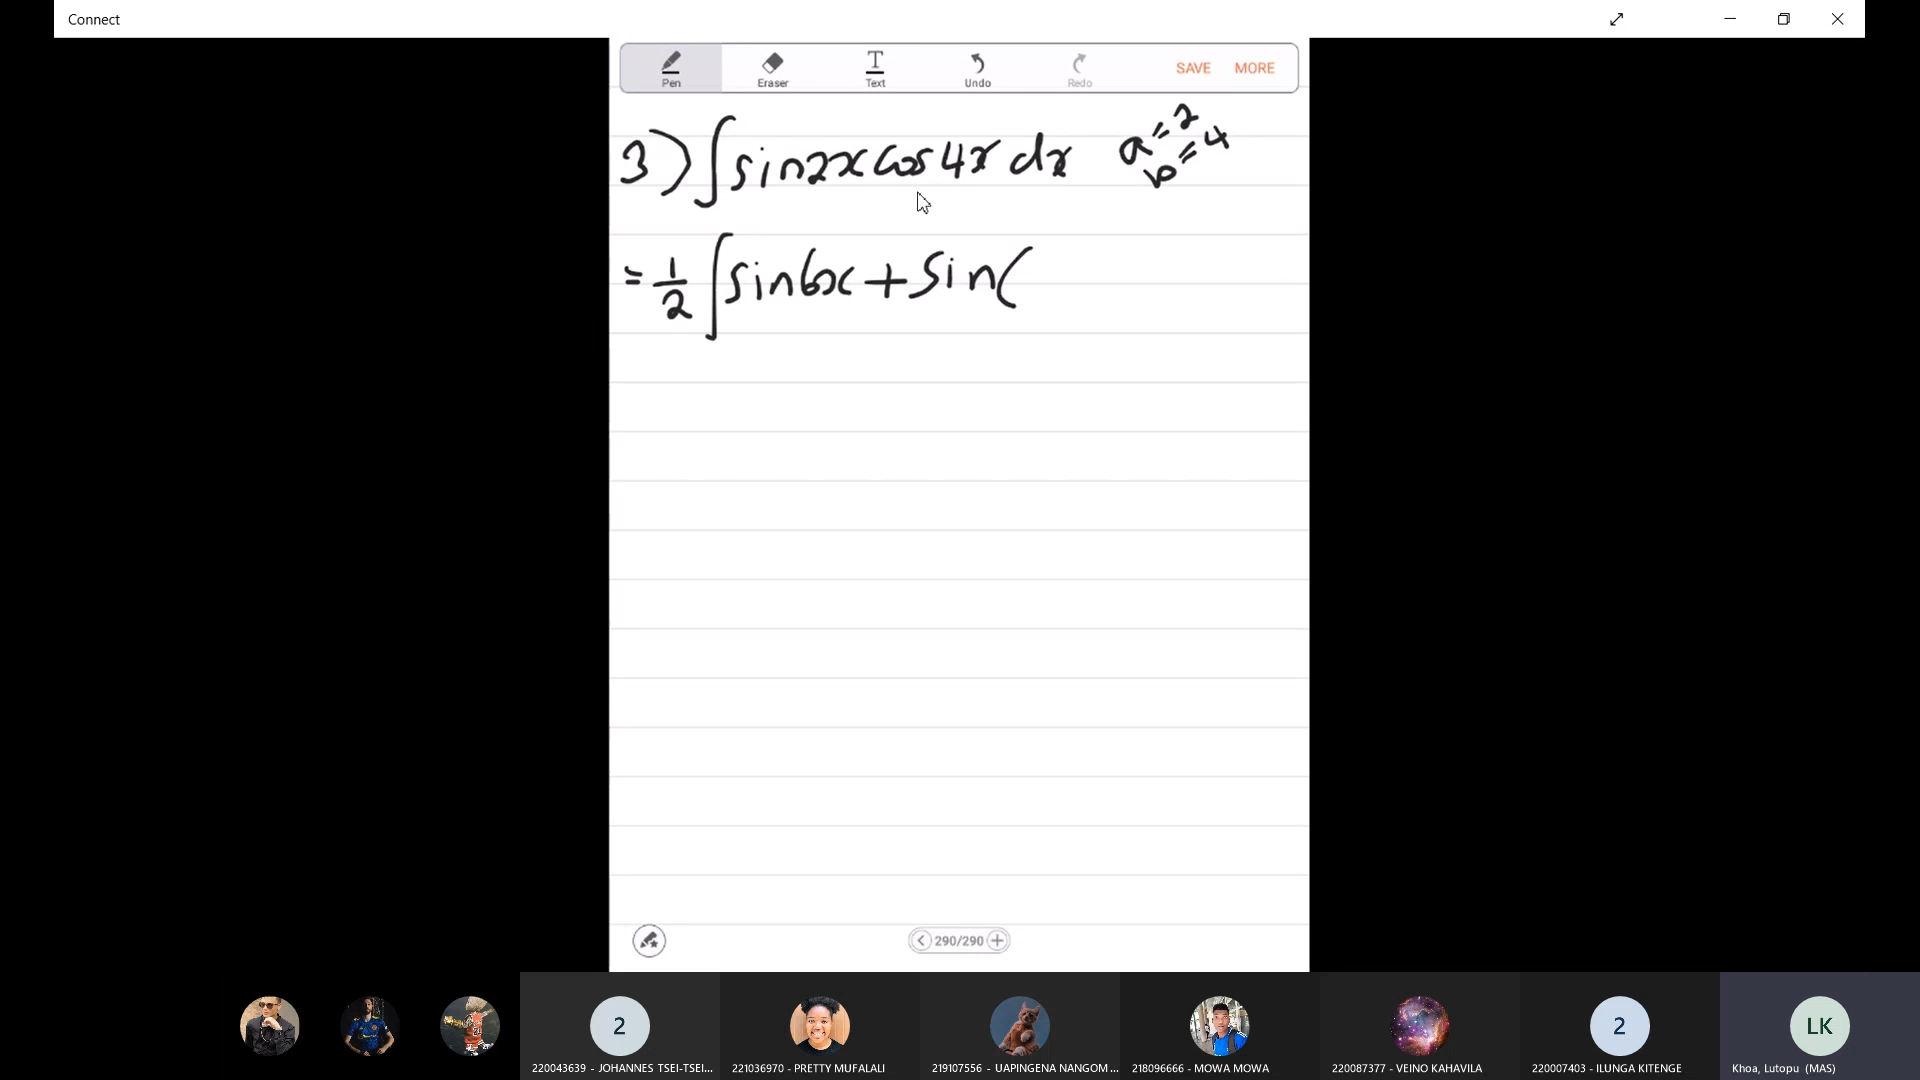 Connect
Pen
Eraser
Text
Undo
Redo
SAVE
MORE
3) ∫sin2x cos4x dx
a=2
b=4
= 1/2 ∫sin6x + Sin(
290/290
2
2
LK
220043639 - JOHANNES TSEI-TSEI...
221036970 - PRETTY MUFALALI
219107556 - UAPINGENA NANGOM ...
218096666 - MOWA MOWA
220087377 - VEINO KAHAVILA
220007403 - ILUNGA KITENGE
Khoa, Lutopu (MAS)